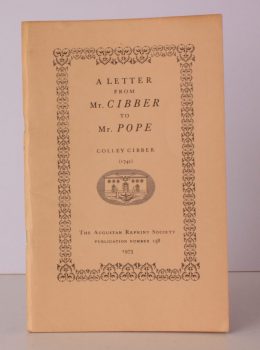 A LETTER
FROM
Mr. CIBBER
TO
Mr. POPE
COLLEY CIBBER
(1742)
THE AUGUSTAN REPRINT SOCIETY
PUBLICATION NUMBER 158
1973